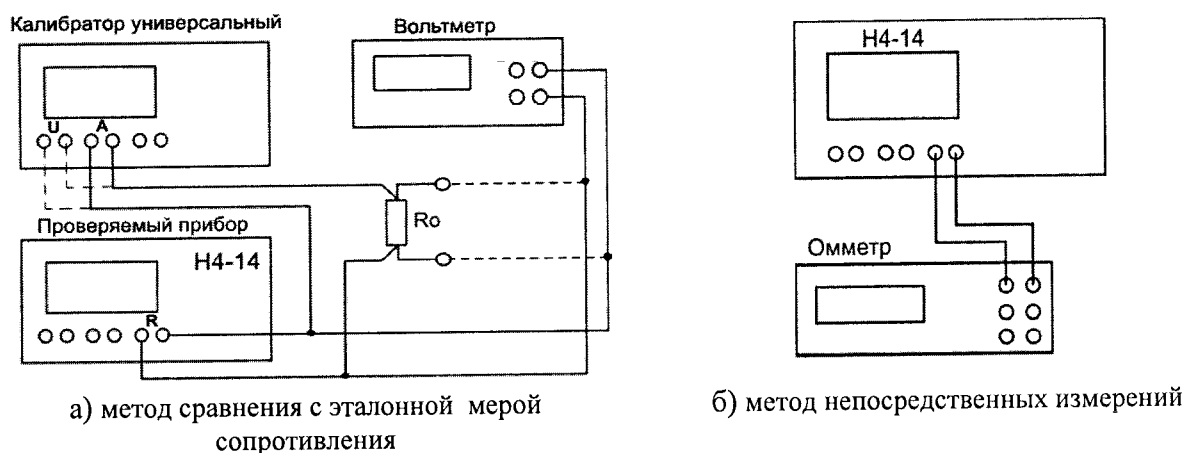 Калибратор универсальный
Вольтметр
U
A
Ro
Проверяемый прибор
Н4-14
R
а) метод сравнения с эталонной мерой
сопротивления
Н4-14
Омметр
б) метод непосредственных измерений